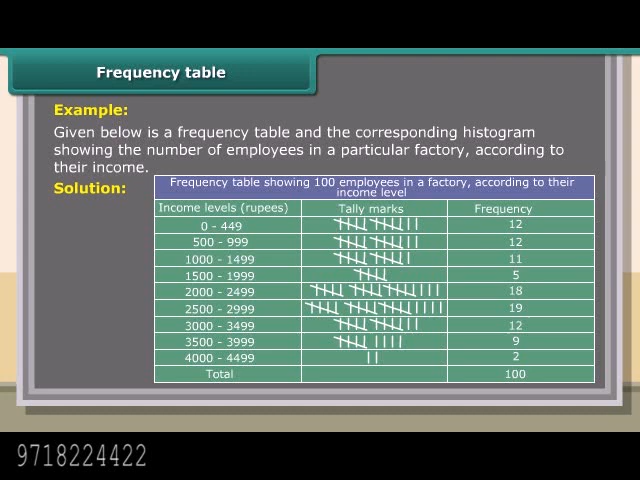 Frequency table
Example:
Given below is a frequency table and the corresponding histogram
showing the number of employees in a particular factory, according to
their income.
Solution:
Frequency table showing 100 employees in a factory, according to their
income level
Income levels (rupees) Tally marks Frequency
0 - 449 12
500 - 999 12
1000 - 1499 11
1500 - 1999 5
2000 - 2499 18
2500 - 2999 19
3000 - 3499 12
3500 - 3999 9
4000 - 4499 2
Total 100
9718224422